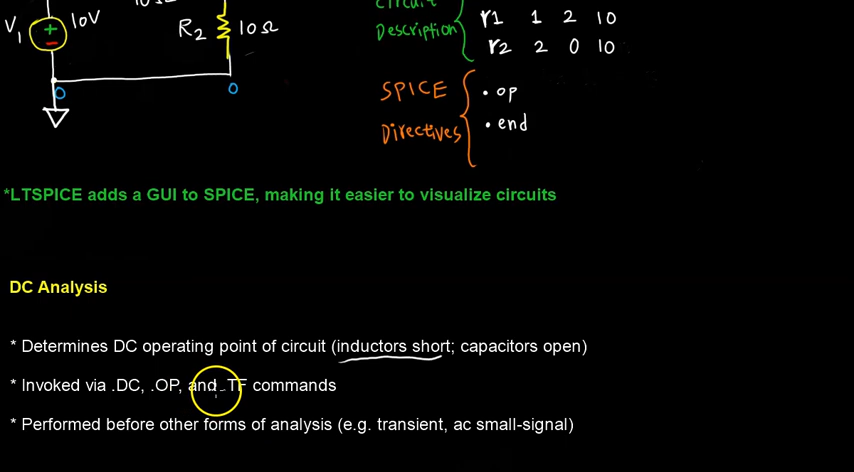 Description
V1 10V
R2 10Ω
r1 1 2 10
r2 2 0 10
0
0
SPICE
Directives
.op
.end
*LTSPICE adds a GUI to SPICE, making it easier to visualize circuits
DC Analysis
* Determines DC operating point of circuit (inductors short; capacitors open)
* Invoked via .DC, .OP, and .TF commands
* Performed before other forms of analysis (e.g. transient, ac small-signal)